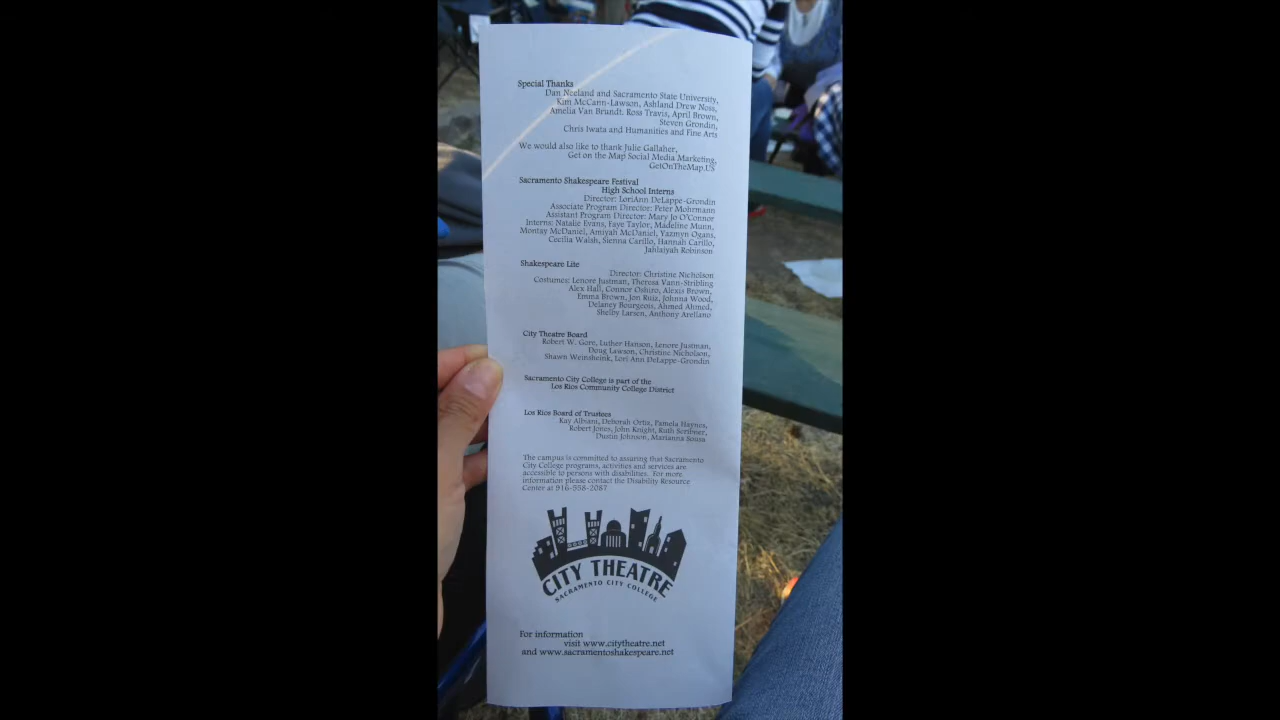 Special Thanks
Dan Neeland and Sacramento State University,
Kim McCann-Lawson, Ashland Drew Noss,
Amelia Van Brundt. Ross Travis, April Brown,
Steven Grondin,
Chris Iwata and Humanities and Fine Arts
We would also like to thank Julie Gallaher,
Get on the Map Social Media Marketing,
GetOnTheMap.US
Sacramento Shakespeare Festival
High School Interns
Director: LoriAnn DeLappe-Grondin
Associate Program Director: Peter Mohrmann
Assistant Program Director: Mary Jo O'Connor
Interns: Natalie Evans, Faye Taylor, Madeline Munn,
Montay McDaniel, Amiyah McDaniel, Yazmyn Ogans,
Cecilia Walsh, Sienna Carillo, Hannah Carillo,
Jahlaiyah Robinson
Shakespeare Lite
Director: Christine Nicholson
Costumes: Lenore Justman, Theresa Vann-Stribling
Alex Hall, Connor Oshiro, Alexis Brown,
Emma Brown, Jon Ruiz, Johnna Wood,
Delaney Bourgeois, Ahmed Ahmed,
Shelby Larsen, Anthony Arellano
City Theatre Board
Robert W. Gore, Luther Hanson, Lenore Justman,
Doug Lawson, Christine Nicholson,
Shawn Weinsheink, Lori Ann DeLappe-Grondin
Sacramento City College is part of the
Los Rios Community College District
Los Rios Board of Trustees
Kay Albiani, Deborah Ortiz, Pamela Haynes,
Robert Jones, John Knight, Ruth Scribner,
Dustin Johnson, Marianna Sousa
The campus is committed to assuring that Sacramento
City College programs, activities and services are
accessible to persons with disabilities. For more
information please contact the Disability Resource
Center at 916-558-2087
CITY THEATRE
SACRAMENTO CITY COLLEGE
For information
visit www.citytheatre.net
and www.sacramentoshakespeare.net